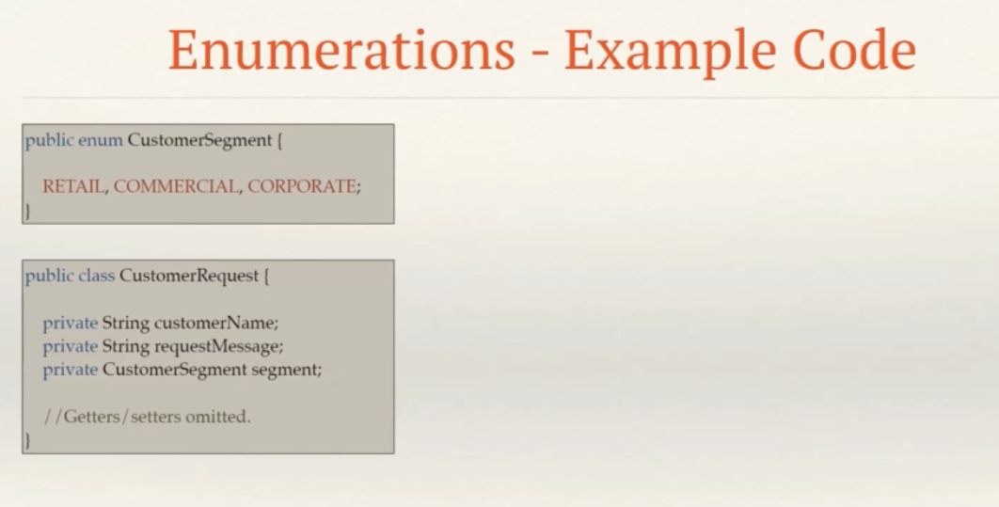 Enumerations - Example Code
public enum CustomerSegment {
RETAIL, COMMERCIAL, CORPORATE;
}
public class CustomerRequest {
private String customerName;
private String requestMessage;
private CustomerSegment segment;
//Getters/setters omitted.
}